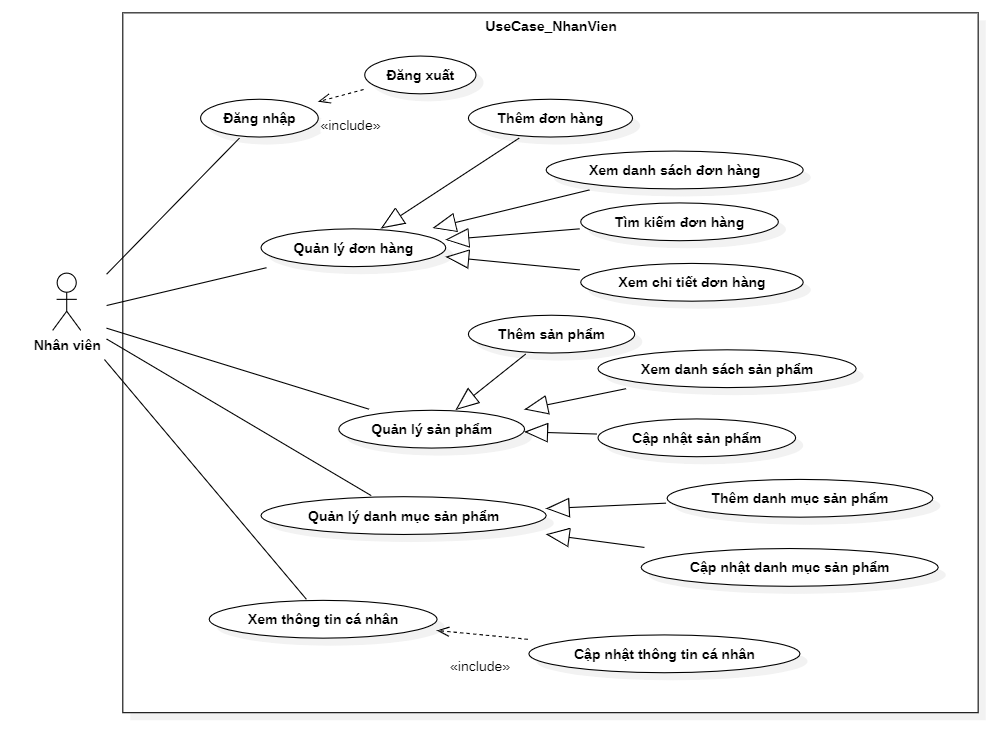 UseCase_NhanVien
Đăng xuất
Đăng nhập
«include»
Thêm đơn hàng
Xem danh sách đơn hàng
Tìm kiếm đơn hàng
Quản lý đơn hàng
Xem chi tiết đơn hàng
Nhân viên
Thêm sản phẩm
Xem danh sách sản phẩm
Quản lý sản phẩm
Cập nhật sản phẩm
Thêm danh mục sản phẩm
Quản lý danh mục sản phẩm
Cập nhật danh mục sản phẩm
Xem thông tin cá nhân
Cập nhật thông tin cá nhân
«include»